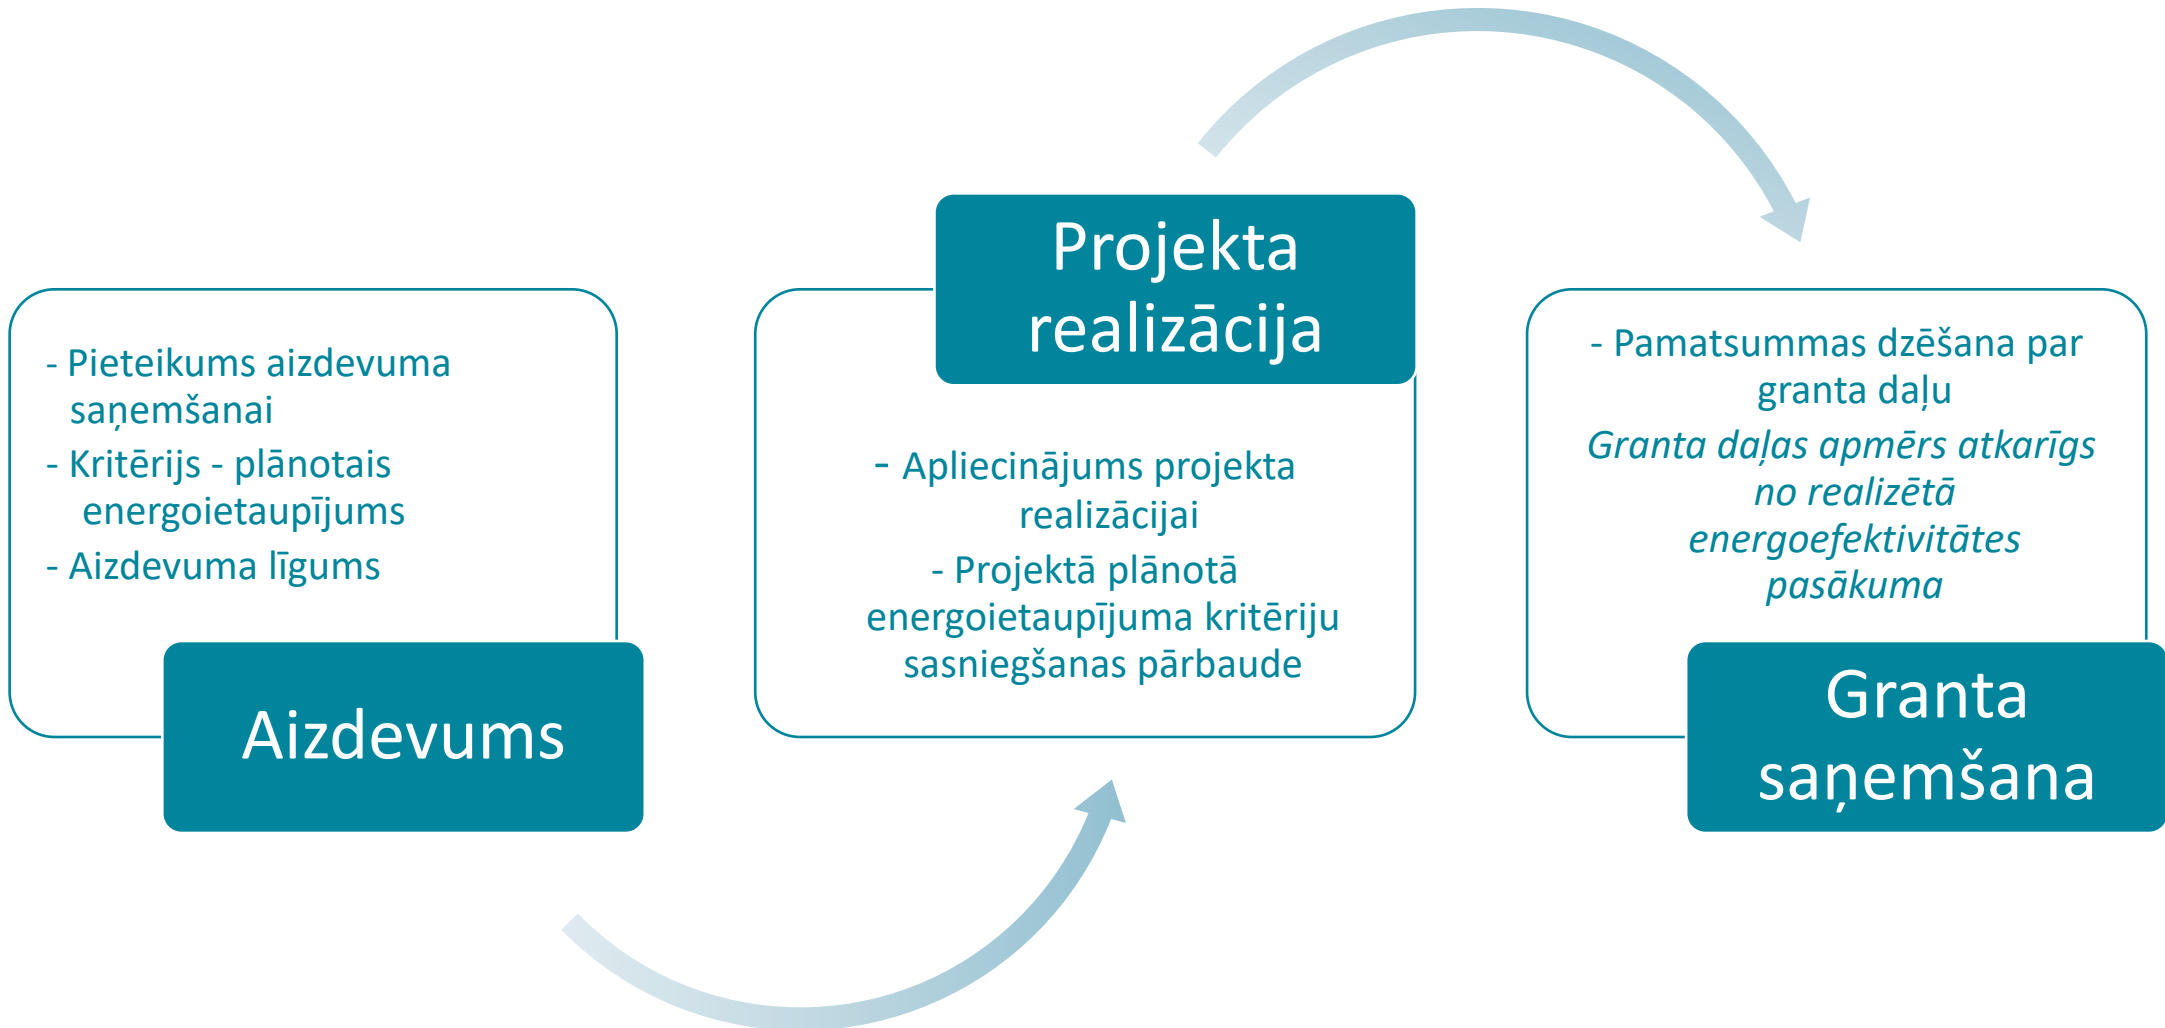 - Pieteikums aizdevuma
saņemšanai
- Kritērijs - plānotais
energoietaupījums
- Aizdevuma līgums
Aizdevums
Projekta
realizācija
- Apliecinājums projekta
realizācijai
- Projektā plānotā
energoietaupījuma kritēriju
sasniegšanas pārbaude
- Pamatsummas dzēšana par
granta daļu
Granta daļas apmērs atkarīgs
no realizētā
energoefektivitātes
pasākuma
Granta
saņemšana